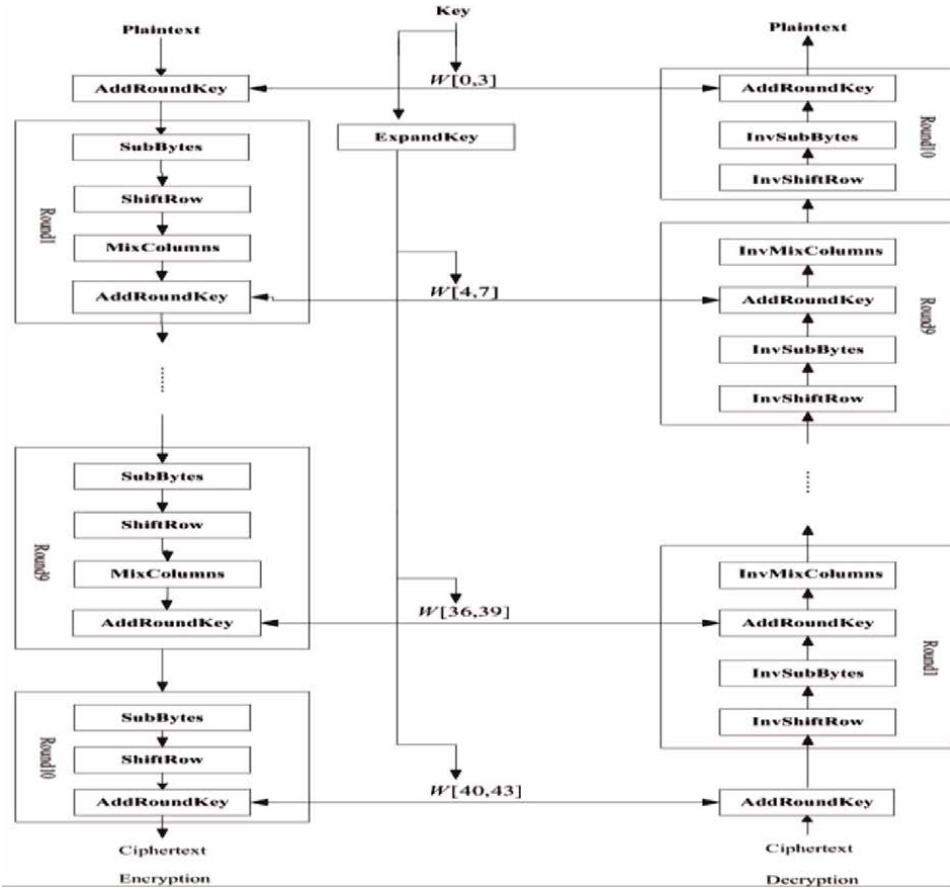 Key
Plaintext
AddRoundKey
SubBytes
ShiftRow
MixColumns
AddRoundKey
Round1
SubBytes
ShiftRow
MixColumns
AddRoundKey
Round9
SubBytes
ShiftRow
AddRoundKey
Round10
Ciphertext
Encryption
W[0,3]
ExpandKey
W[4,7]
W[36,39]
W[40,43]
Plaintext
AddRoundKey
InvSubBytes
InvShiftRow
Round10
InvMixColumns
AddRoundKey
InvSubBytes
InvShiftRow
Round9
InvMixColumns
AddRoundKey
InvSubBytes
InvShiftRow
Round1
AddRoundKey
Ciphertext
Decryption